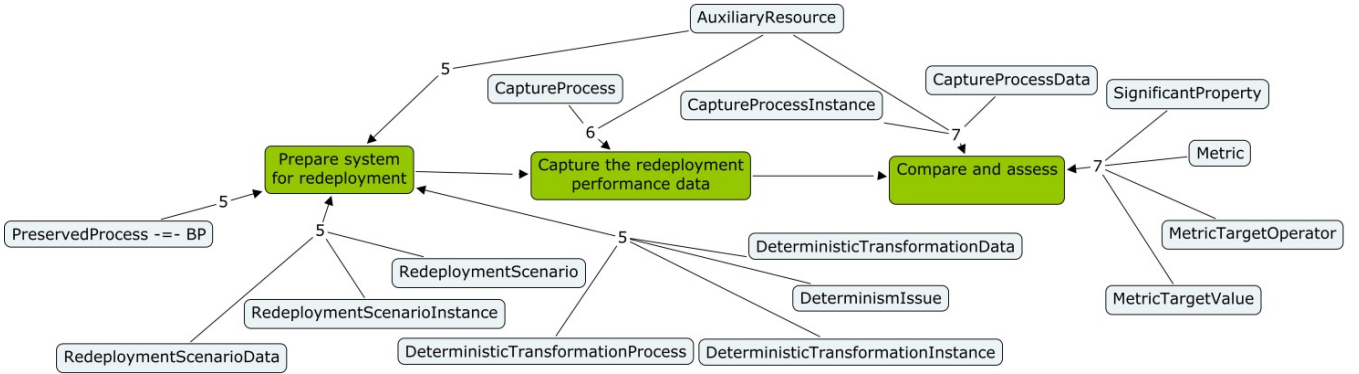 AuxiliaryResource
5
CaptureProcess
CaptureProcessData
CaptureProcessInstance
SignificantProperty
6
7
Prepare system
for redeployment
Capture the redeployment
performance data
Compare and assess
Metric
7
5
PreservedProcess -=- BP
5
5
MetricTargetOperator
DeterministicTransformationData
RedeploymentScenario
DeterminismIssue
MetricTargetValue
RedeploymentScenarioInstance
RedeploymentScenarioData
DeterministicTransformationProcess
DeterministicTransformationInstance